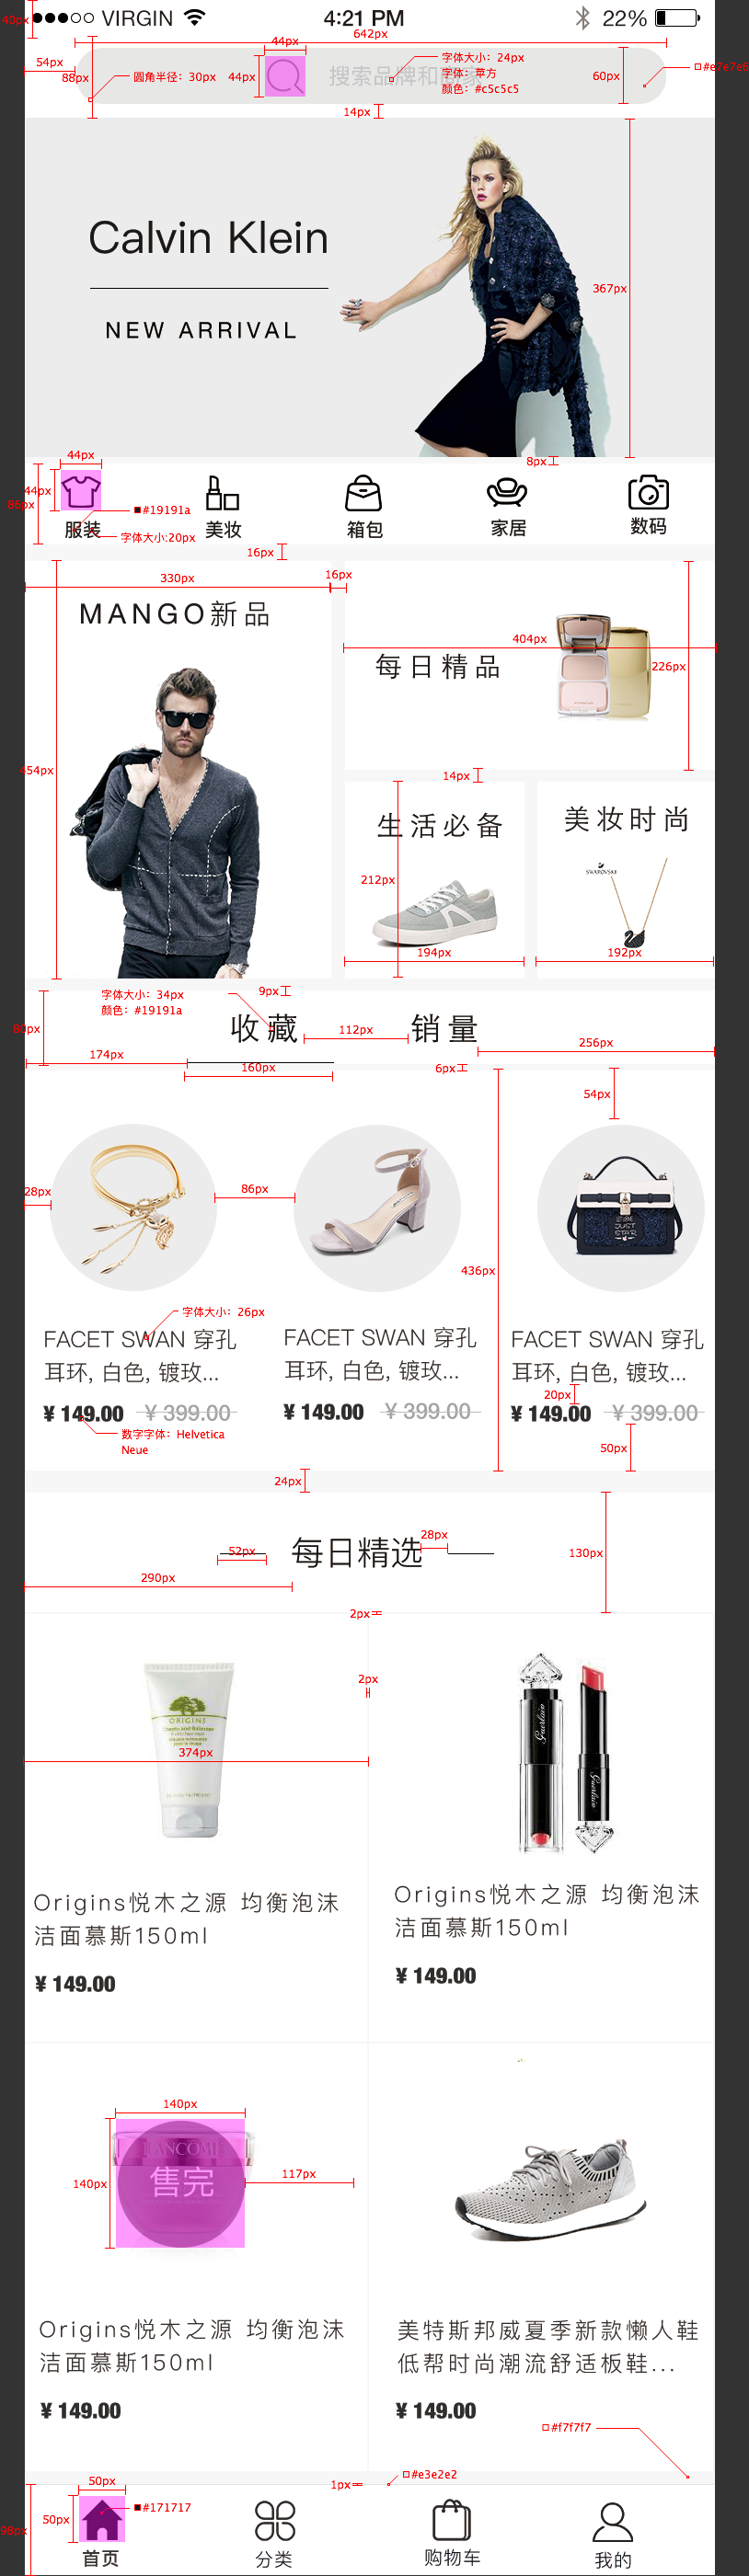 40px
VIRGIN
4:21 PM
22%
642px
44px
54px
88px
圆角半径：30px
44px
搜索品牌和商家
字体大小：24px
字体：苹方
颜色：#c5c5c5
60px
#e7e7e6
14px
Calvin Klein
NEW ARRIVAL
367px
8px
44px
44px
86px
#19191a
字体大小:20px
服装
美妆
箱包
家居
数码
16px
330px
16px
MANGO新品
404px
每日精品
226px
454px
14px
生活必备
美妆时尚
SWAROVSKI
212px
194px
192px
字体大小：34px
颜色：#19191a
9px
80px
收藏
112px
销量
256px
174px
160px
6px
54px
28px
86px
436px
字体大小：26px
FACET SWAN 穿孔
耳环, 白色, 镀玫...
¥ 149.00
¥ 399.00
FACET SWAN 穿孔
耳环, 白色, 镀玫...
¥ 149.00
¥ 399.00
FACET SWAN 穿孔
耳环, 白色, 镀玫...
20px
¥ 149.00
¥ 399.00
数字字体：Helvetica
Neue
50px
24px
52px
每日精选
28px
130px
290px
2px
2px
ORIGINS
374px
Guerlain
Guerlain
Origins悦木之源 均衡泡沫
洁面慕斯150ml
¥ 149.00
Origins悦木之源 均衡泡沫
洁面慕斯150ml
¥ 149.00
140px
LANCÔME
140px
售完
117px
Origins悦木之源 均衡泡沫
洁面慕斯150ml
¥ 149.00
美特斯邦威夏季新款懒人鞋
低帮时尚潮流舒适板鞋...
¥ 149.00
#f7f7f7
50px
1px
#e3e2e2
50px
#171717
98px
首页
分类
购物车
我的